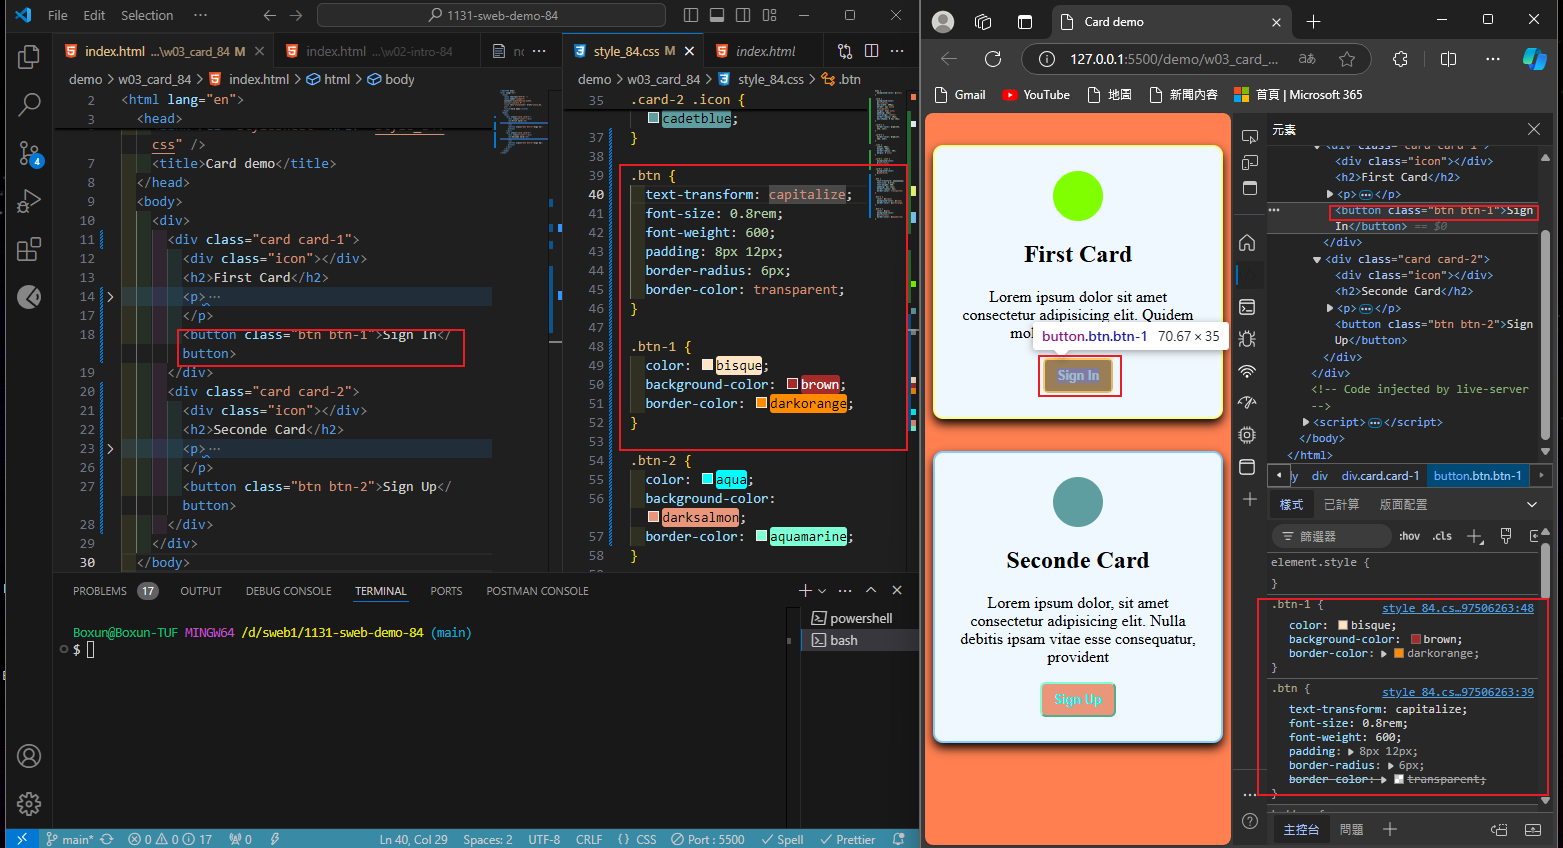 File Edit Selection ··· 1131-sweb-demo-84
index.html ...\w03_card_84 M
index.html ...\w02-intro-84
demo > w03_card_84 > index.html > html > body
2 <html lang="en">
3 <head>
css" />
7 <title>Card demo</title>
8 </head>
9 <body>
10 <div>
11 <div class="card card-1">
12 <div class="icon"></div>
13 <h2>First Card</h2>
14 <p>···
17 </p>
18 <button class="btn btn-1">Sign In</
button>
19 </div>
20 <div class="card card-2">
21 <div class="icon"></div>
22 <h2>Seconde Card</h2>
23 <p>···
26 </p>
27 <button class="btn btn-2">Sign Up</
button>
28 </div>
29 </div>
30 </body>
style_84.css M
index.html
demo > w03_card_84 > style_84.css > .btn
35 .card-2 .icon {
cadetblue;
37 }
38
39 .btn {
40 text-transform: capitalize;
41 font-size: 0.8rem;
42 font-weight: 600;
43 padding: 8px 12px;
44 border-radius: 6px;
45 border-color: transparent;
46 }
47
48 .btn-1 {
49 color: bisque;
50 background-color: brown;
51 border-color: darkorange;
52 }
53
54 .btn-2 {
55 color: aqua;
56 background-color:
darksalmon;
57 border-color: aquamarine;
58 }
PROBLEMS 17 OUTPUT DEBUG CONSOLE TERMINAL PORTS POSTMAN CONSOLE
Boxun@Boxun-TUF MINGW64 /d/sweb1/1131-sweb-demo-84 (main)
$
powershell
bash
4
main* 0 0 17 0 Ln 40, Col 29 Spaces: 2 UTF-8 CRLF {} CSS Port : 5500 Spell Prettier
Card demo
127.0.0.1:5500/demo/w03_card_...
Gmail YouTube 地圖 新聞內容 首頁 | Microsoft 365
First Card
Lorem ipsum dolor sit amet
consectetur adipisicing elit. Quidem
button.btn.btn-1 70.67 × 35
Sign In
Seconde Card
Lorem ipsum dolor, sit amet
consectetur adipisicing elit. Nulla
debitis ipsam vitae esse consequatur,
provident
Sign Up
元素
<div class="card card-1">
<div class="icon"></div>
<h2>First Card</h2>
<p>···</p>
<button class="btn btn-1">Sign
In</button> == $0
</div>
<div class="card card-2">
<div class="icon"></div>
<h2>Seconde Card</h2>
<p>···</p>
<button class="btn btn-2">Sign
Up</button>
</div>
</div>
<!-- Code injected by live-server
-->
<script>···</script>
</body>
</html>
div div.card.card-1 button.btn.btn-1
樣式 已計算 版面配置
篩選器 :hov .cls
element.style {
}
.btn-1 { style_84.cs…97506263:48
color: bisque;
background-color: brown;
border-color: darkorange;
}
.btn { style_84.cs…97506263:39
text-transform: capitalize;
font-size: 0.8rem;
font-weight: 600;
padding: 8px 12px;
border-radius: 6px;
border-color: transparent;
}
主控台 問題